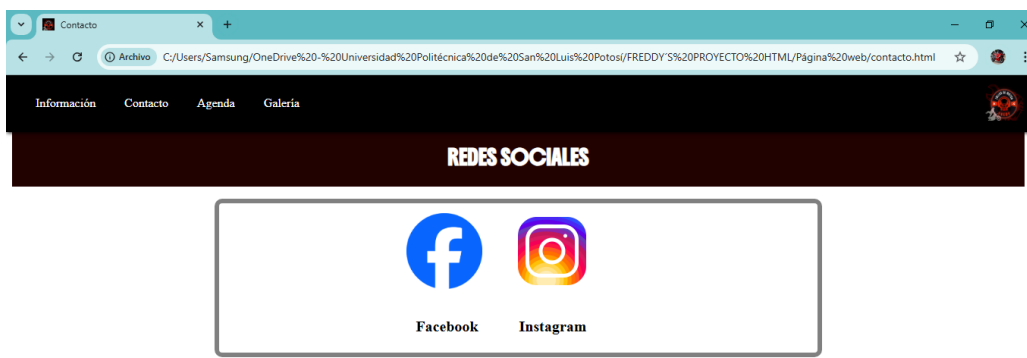 Contacto
Archivo C:/Users/Samsung/OneDrive%20-%20Universidad%20Politécnica%20de%20San%20Luis%20Potosí/FREDDY´S%20PROYECTO%20HTML/Página%20web/contacto.html
Información Contacto Agenda Galería
REDES SOCIALES
Facebook Instagram